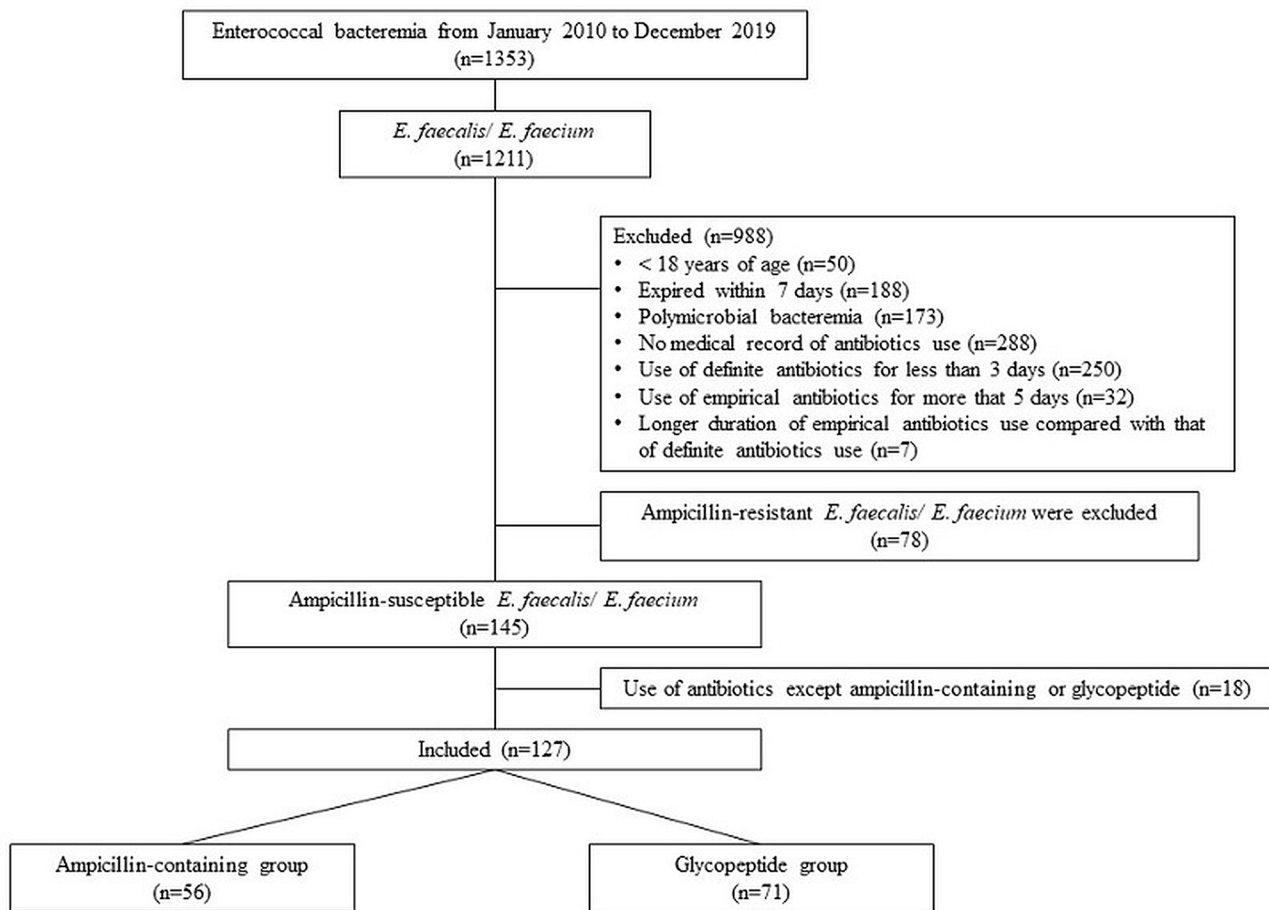 Enterococcal bacteremia from January 2010 to December 2019
(n=1353)
E. faecalis/ E. faecium
(n=1211)
Excluded (n=988)
• < 18 years of age (n=50)
• Expired within 7 days (n=188)
• Polymicrobial bacteremia (n=173)
• No medical record of antibiotics use (n=288)
• Use of definite antibiotics for less than 3 days (n=250)
• Use of empirical antibiotics for more that 5 days (n=32)
• Longer duration of empirical antibiotics use compared with that
of definite antibiotics use (n=7)
Ampicillin-resistant E. faecalis/ E. faecium were excluded
(n=78)
Ampicillin-susceptible E. faecalis/ E. faecium
(n=145)
Use of antibiotics except ampicillin-containing or glycopeptide (n=18)
Included (n=127)
Ampicillin-containing group
(n=56)
Glycopeptide group
(n=71)